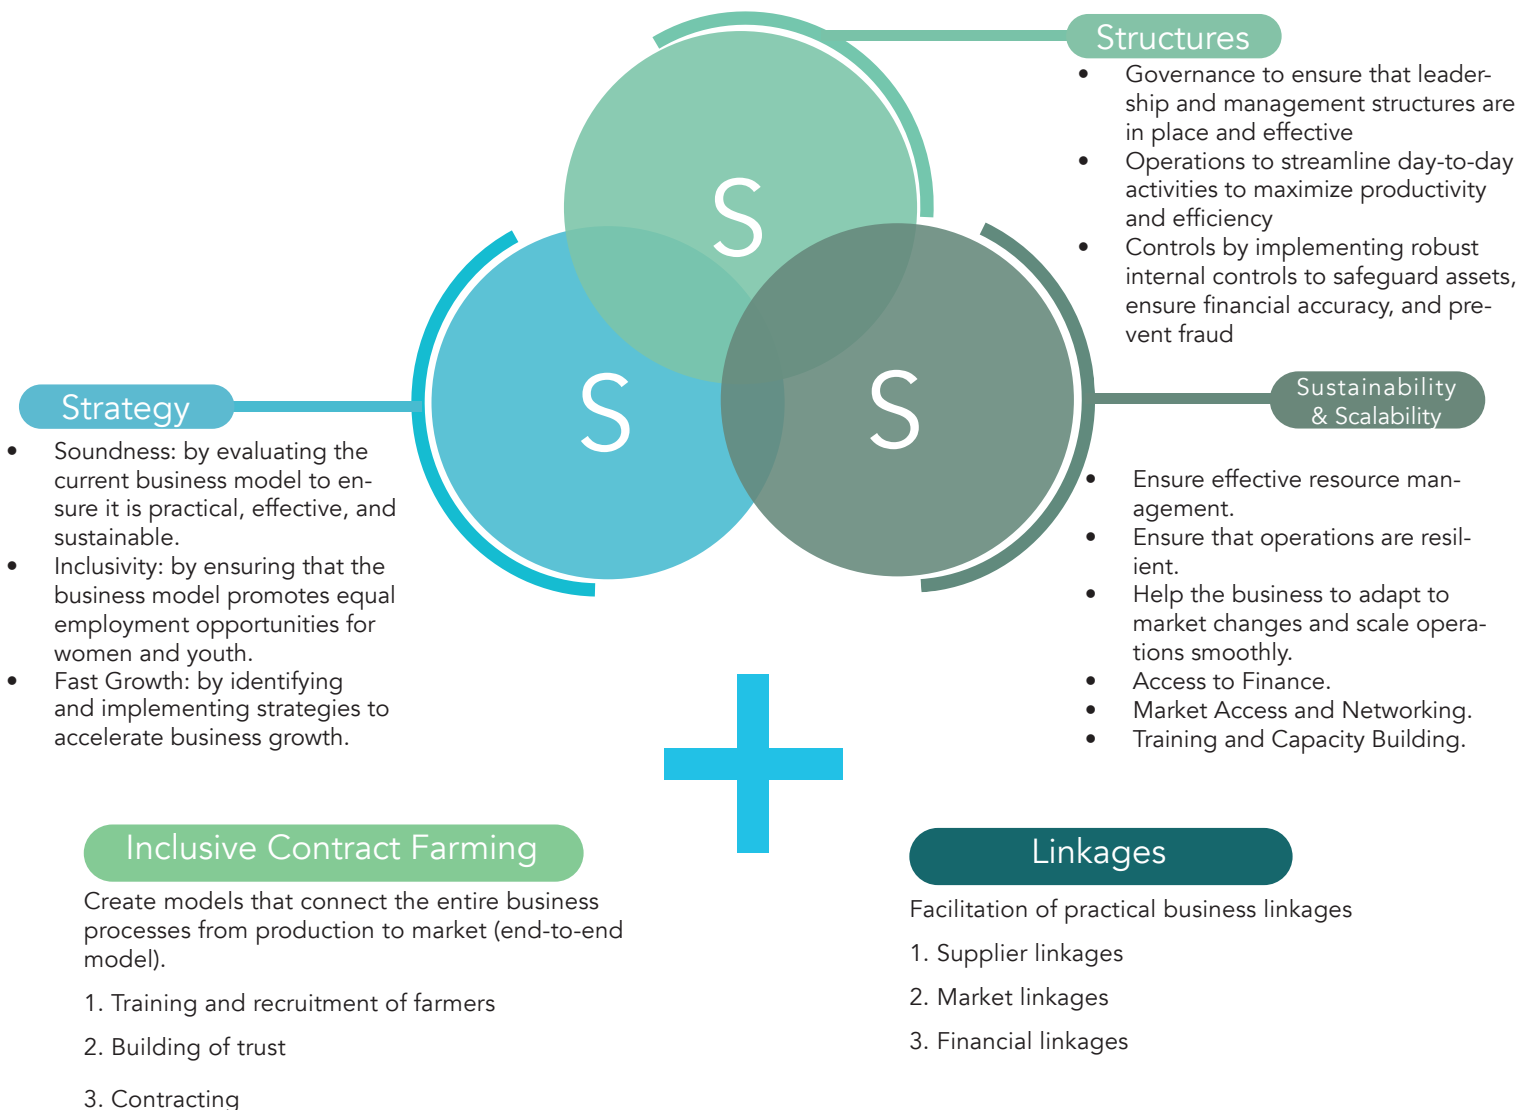 Structures
• Governance to ensure that leader-
ship and management structures are
in place and effective
• Operations to streamline day-to-day
activities to maximize productivity
and efficiency
• Controls by implementing robust
internal controls to safeguard assets,
ensure financial accuracy, and pre-
vent fraud
S
S
S
Strategy
• Soundness: by evaluating the
current business model to en-
sure it is practical, effective, and
sustainable.
• Inclusivity: by ensuring that the
business model promotes equal
employment opportunities for
women and youth.
• Fast Growth: by identifying
and implementing strategies to
accelerate business growth.
Sustainability
& Scalability
• Ensure effective resource man-
agement.
• Ensure that operations are resil-
ient.
• Help the business to adapt to
market changes and scale opera-
tions smoothly.
• Access to Finance.
• Market Access and Networking.
• Training and Capacity Building.
Inclusive Contract Farming
Create models that connect the entire business
processes from production to market (end-to-end
model).
1. Training and recruitment of farmers
2. Building of trust
3. Contracting
Linkages
Facilitation of practical business linkages
1. Supplier linkages
2. Market linkages
3. Financial linkages